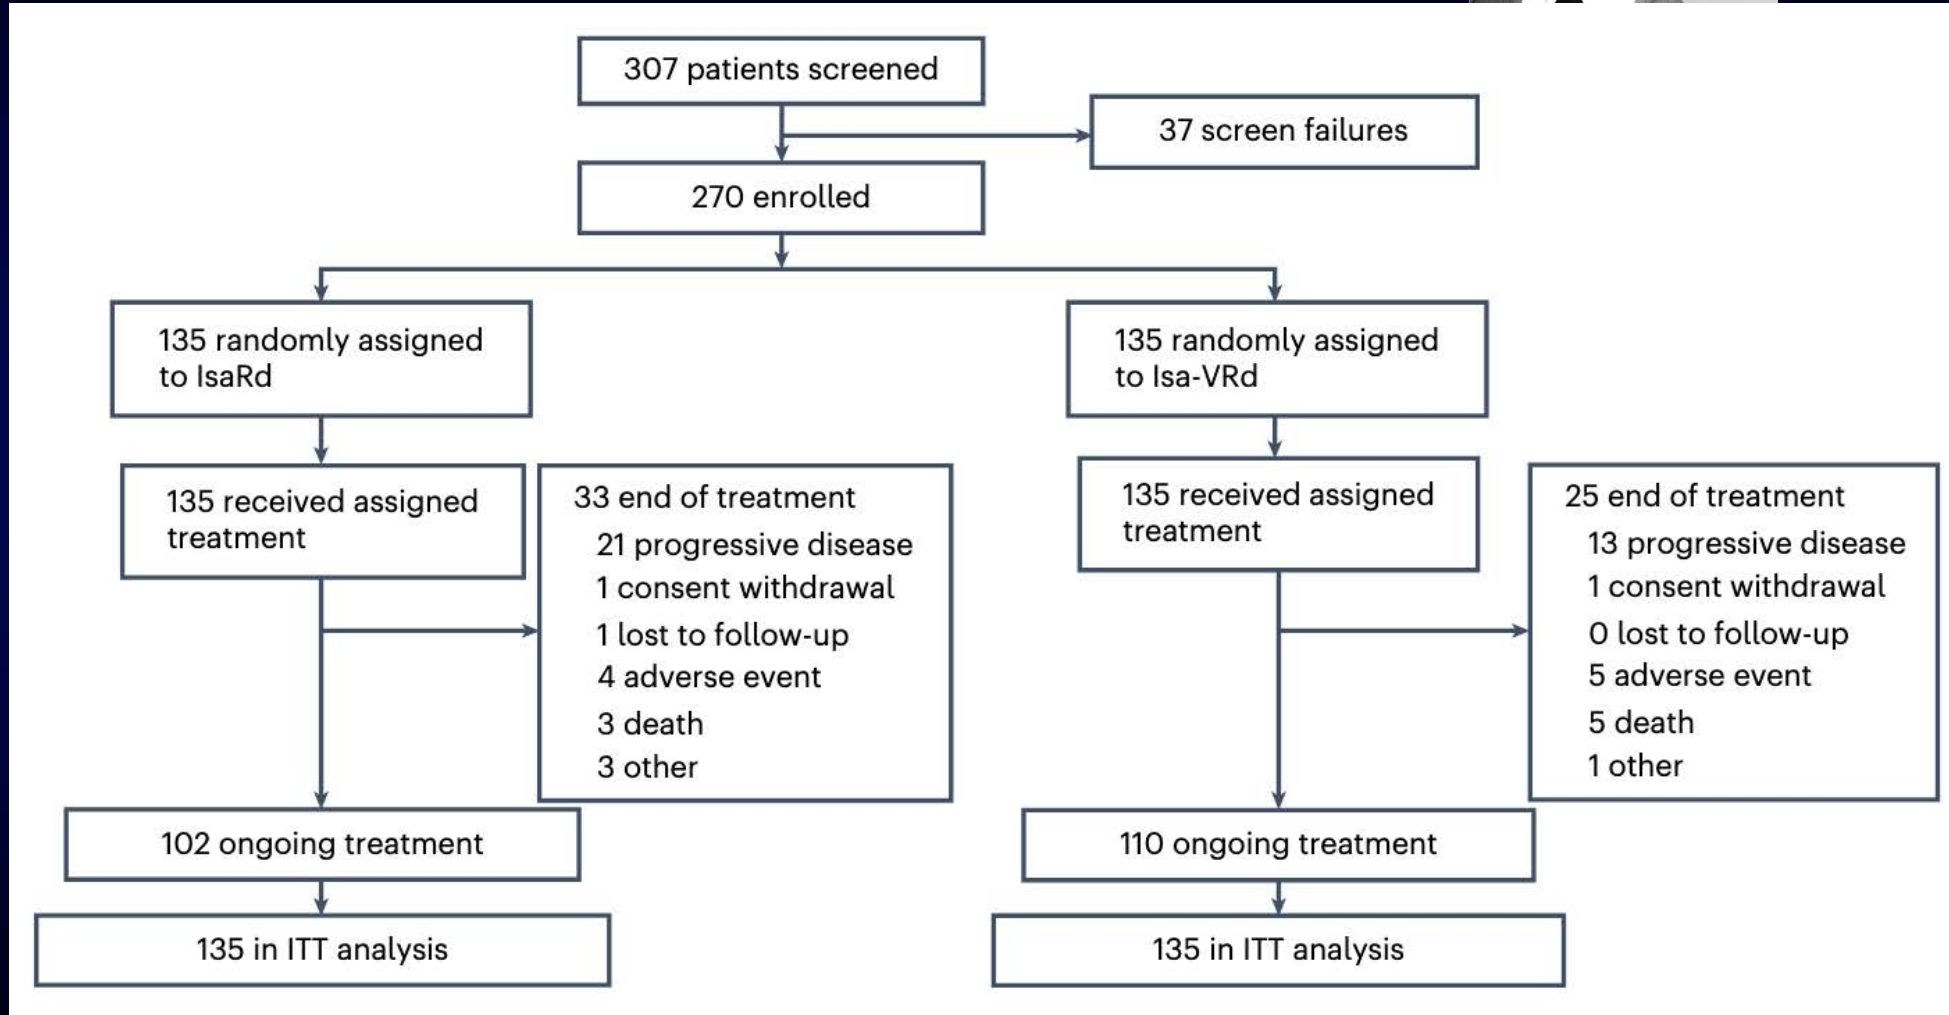 307 patients screened
37 screen failures
270 enrolled
135 randomly assigned
to IsaRd
135 randomly assigned
to Isa-VRd
135 received assigned
treatment
33 end of treatment
21 progressive disease
1 consent withdrawal
1 lost to follow-up
4 adverse event
3 death
3 other
135 received assigned
treatment
25 end of treatment
13 progressive disease
1 consent withdrawal
0 lost to follow-up
5 adverse event
5 death
1 other
102 ongoing treatment
110 ongoing treatment
135 in ITT analysis
135 in ITT analysis